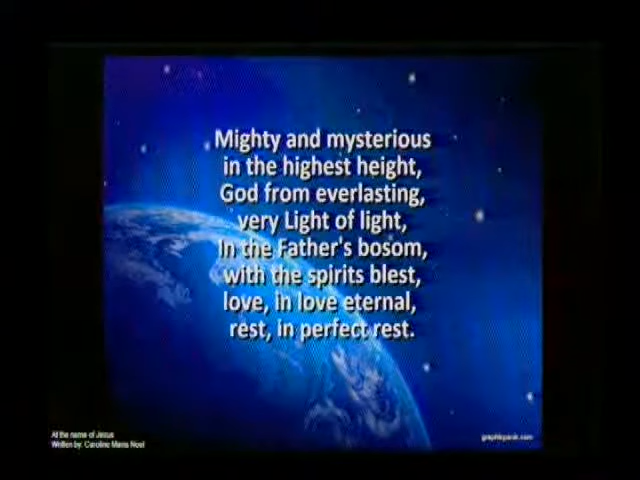 Mighty and mysterious
in the highest height,
God from everlasting,
very Light of light,
In the Father's bosom,
with the spirits blest,
love, in love eternal,
rest, in perfect rest.
At the name of Jesus
Written by: Caroline Maria Noel